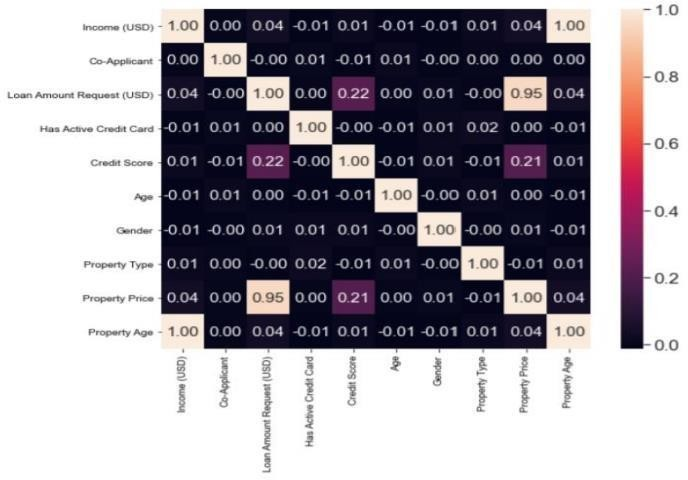 Income (USD) 1.00 0.00 0.04 -0.01 0.01 -0.01 -0.01 0.01 0.04 1.00
Co-Applicant 0.00 1.00 -0.00 0.01 -0.01 0.01 -0.00 0.00 0.00 0.00
Loan Amount Request (USD) 0.04 -0.00 1.00 0.00 0.22 0.00 0.01 -0.00 0.95 0.04
Has Active Credit Card -0.01 0.01 0.00 1.00 -0.00 -0.01 0.01 0.02 0.00 -0.01
Credit Score 0.01 -0.01 0.22 -0.00 1.00 -0.01 0.01 -0.01 0.21 0.01
Age -0.01 0.01 0.00 -0.01 -0.01 1.00 -0.00 0.01 0.00 -0.01
Gender -0.01 -0.00 0.01 0.01 0.01 -0.00 1.00 -0.00 0.01 -0.01
Property Type 0.01 0.00 -0.00 0.02 -0.01 0.01 -0.00 1.00 -0.01 0.01
Property Price 0.04 0.00 0.95 0.00 0.21 0.00 0.01 -0.01 1.00 0.04
Property Age 1.00 0.00 0.04 -0.01 0.01 -0.01 -0.01 0.01 0.04 1.00
Income (USD)
Co-Applicant
Loan Amount Request (USD)
Has Active Credit Card
Credit Score
Age
Gender
Property Type
Property Price
Property Age
1.0
0.8
0.6
0.4
0.2
0.0